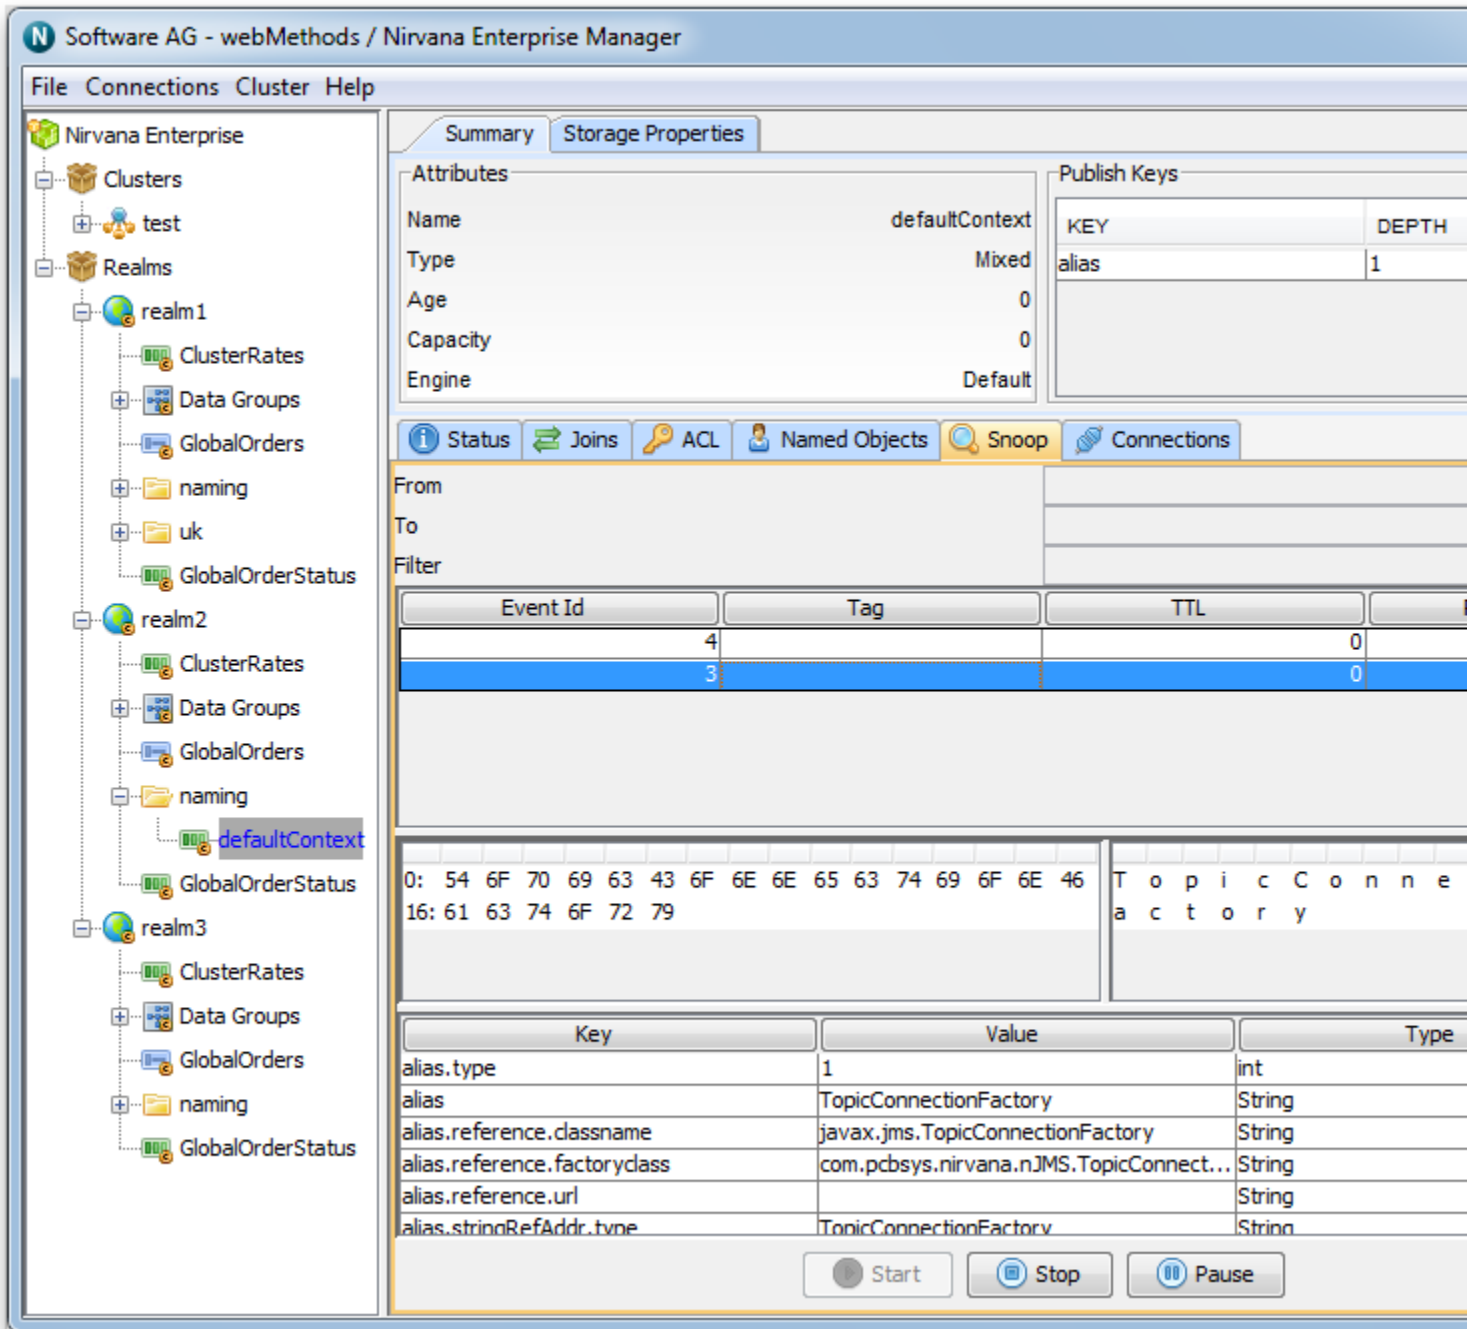 N Software AG - webMethods / Nirvana Enterprise Manager
File Connections Cluster Help
Nirvana Enterprise
Clusters
test
Realms
realm1
ClusterRates
Data Groups
GlobalOrders
naming
uk
GlobalOrderStatus
realm2
ClusterRates
Data Groups
GlobalOrders
naming
defaultContext
GlobalOrderStatus
realm3
ClusterRates
Data Groups
GlobalOrders
naming
GlobalOrderStatus
Summary Storage Properties
Attributes
Name defaultContext
Type Mixed
Age 0
Capacity 0
Engine Default
Publish Keys
KEY DEPTH
alias 1
Status Joins ACL Named Objects Snoop Connections
From
To
Filter
Event Id Tag TTL
4 0
3 0
0: 54 6F 70 69 63 43 6F 6E 6E 65 63 74 69 6F 6E 46
16: 61 63 74 6F 72 79
T o p i c C o n n e
a c t o r y
Key Value Type
alias.type 1 int
alias TopicConnectionFactory String
alias.reference.classname javax.jms.TopicConnectionFactory String
alias.reference.factoryclass com.pcbsys.nirvana.nJMS.TopicConnect... String
alias.reference.url String
alias.stringRefAddr.type TopicConnectionFactory String
Start Stop Pause